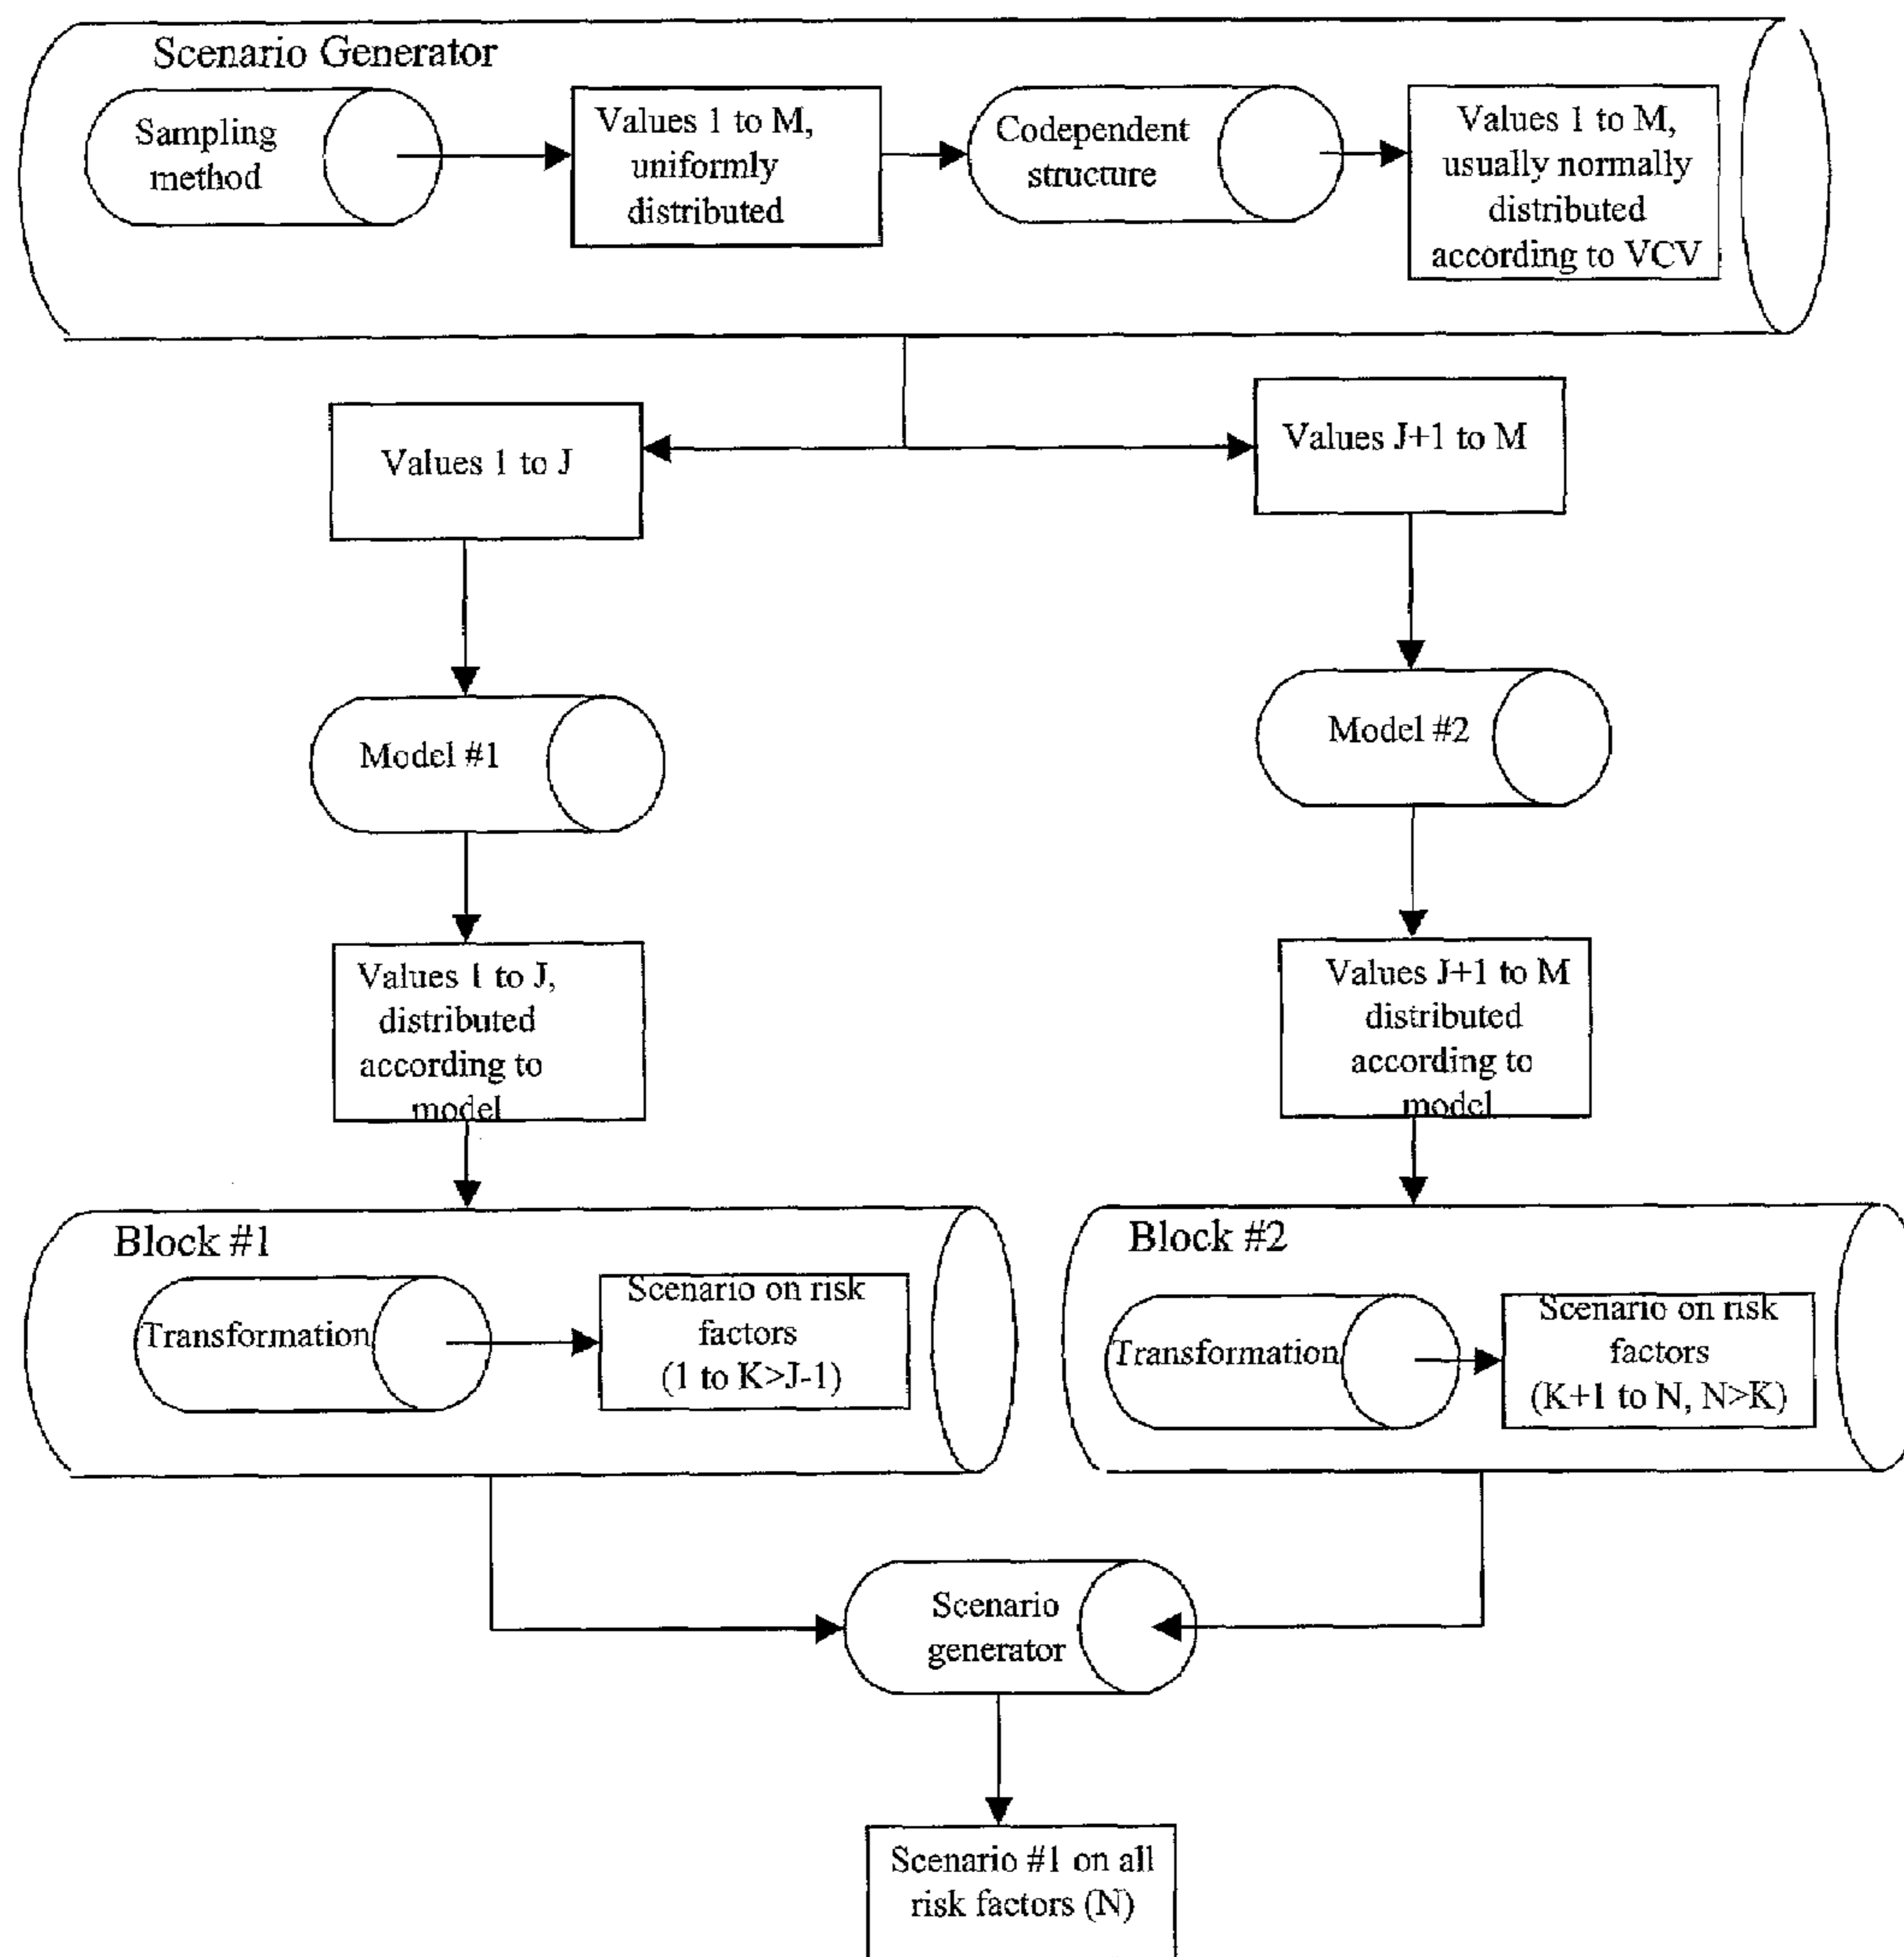 Scenario Generator
Sampling
method
Values 1 to M,
uniformly
distributed
Codependent
structure
Values 1 to M,
usually normally
distributed
according to VCV
Values 1 to J
Values J+1 to M
Model #1
Model #2
Values 1 to J,
distributed
according to
model
Values J+1 to M
distributed
according to
model
Block #1
Transformation
Scenario on risk
factors
(1 to K>J-1)
Block #2
Transformation
Scenario on risk
factors
(K+1 to N, N>K)
Scenario
generator
Scenario #1 on all
risk factors (N)